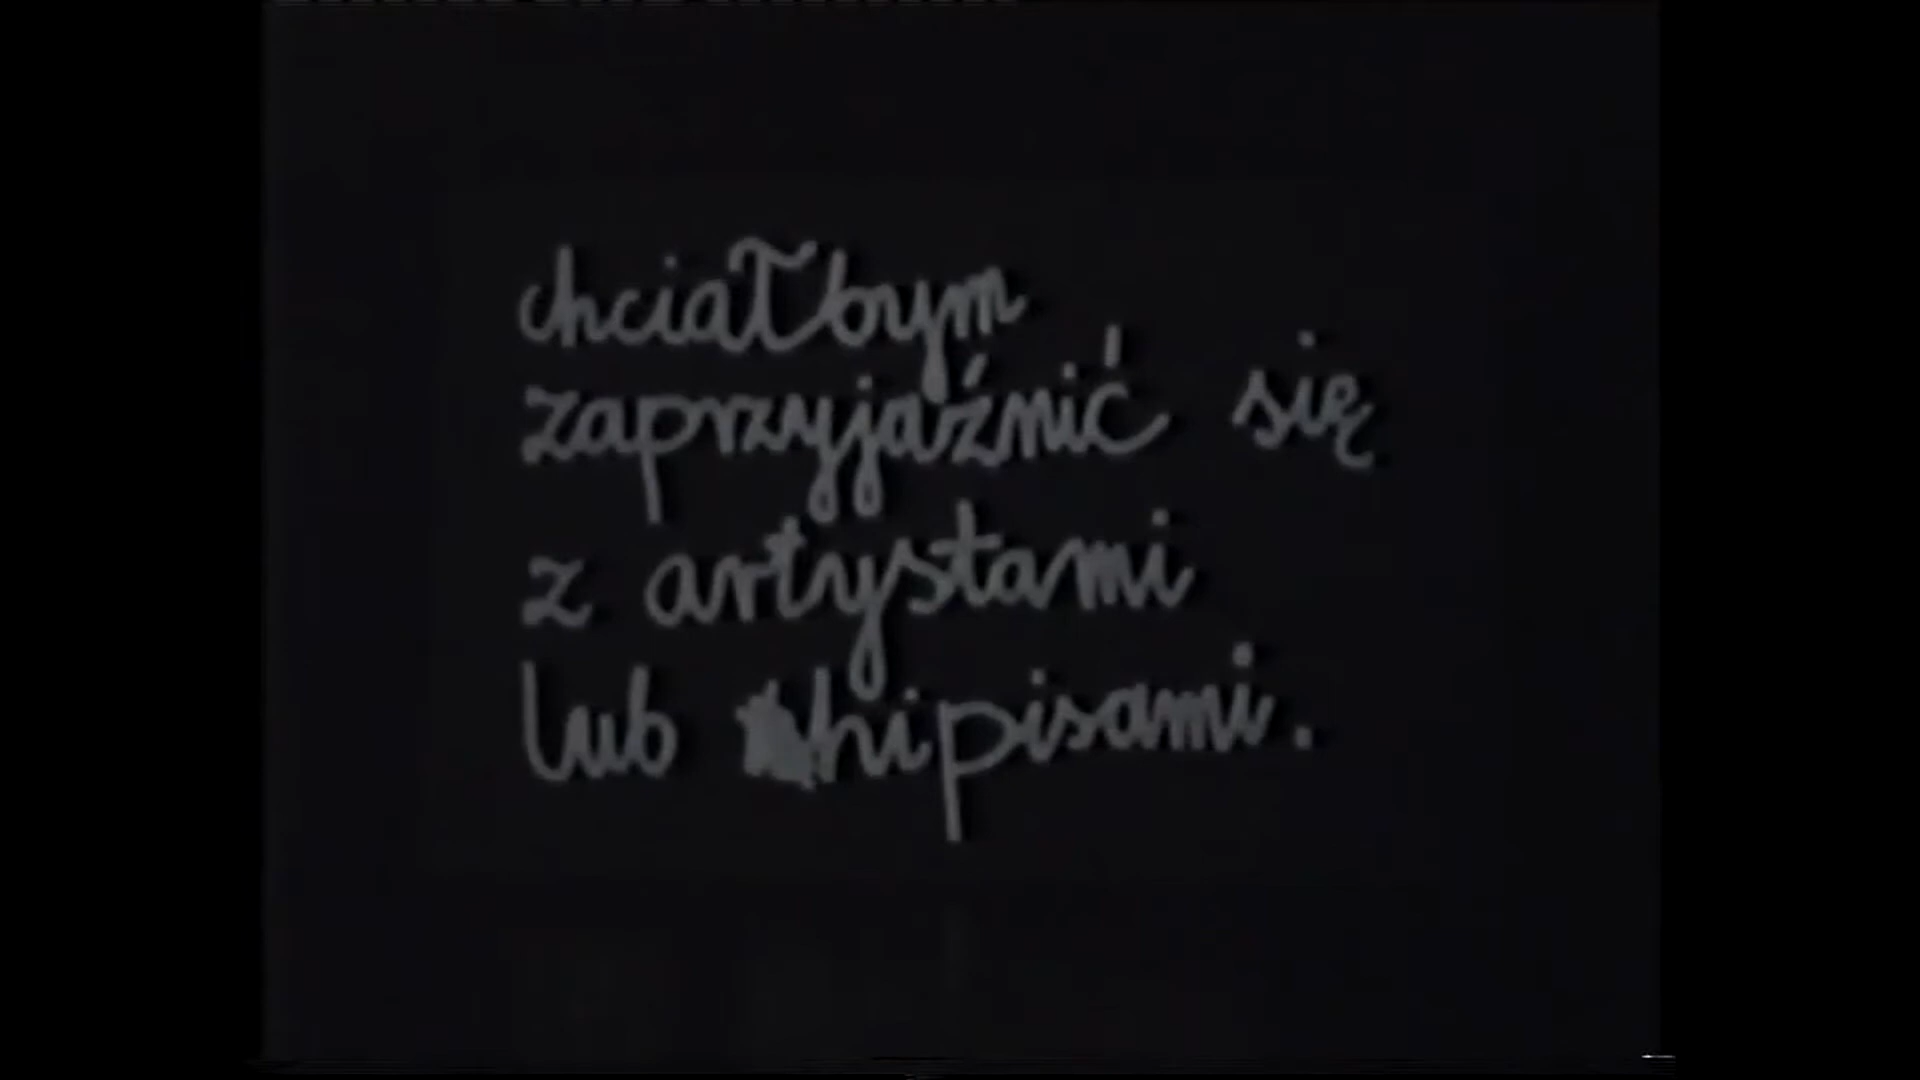 chciałbym
zaprzyjaźnić się
z artystami
lub hipisami.